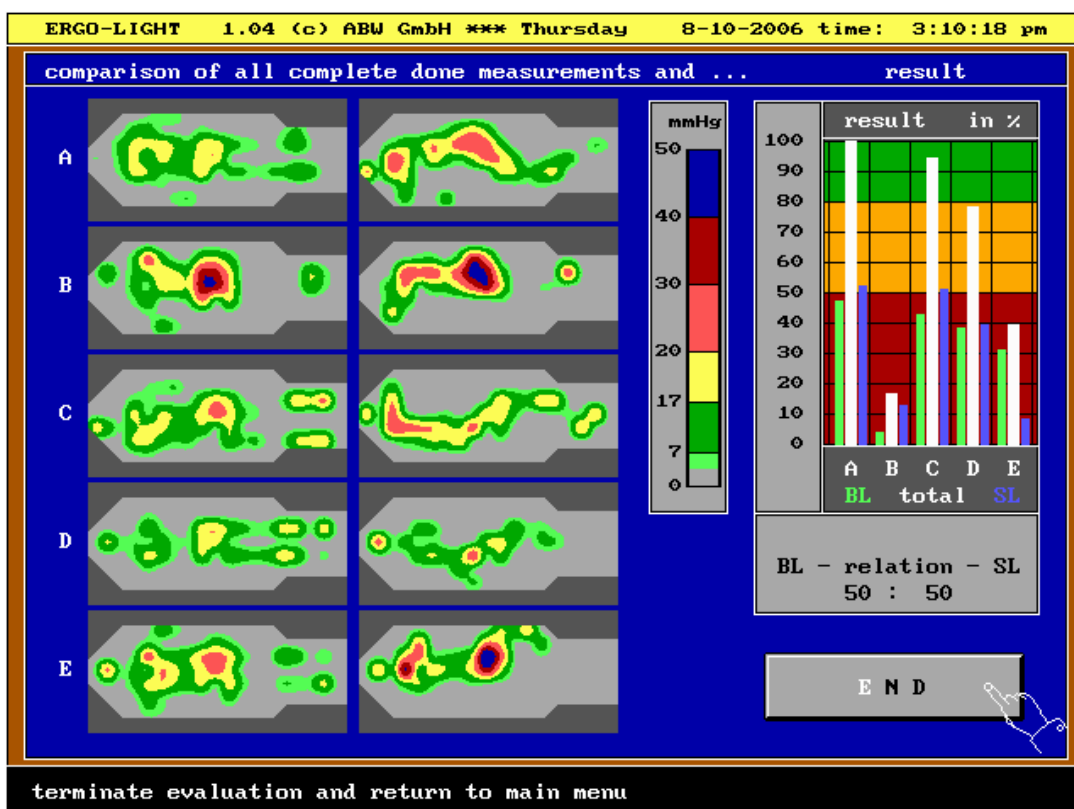 ERGO-LIGHT 1.04 (c) ABW GmbH *** Thursday 8-10-2006 time: 3:10:18 pm
comparison of all complete done measurements and ... result
A
B
C
D
E
mmHg
50
40
30
20
17
7
0
result in %
100
90
80
70
60
50
40
30
20
10
0
A B C D E
BL total SL
BL - relation - SL
50 : 50
E N D
terminate evaluation and return to main menu